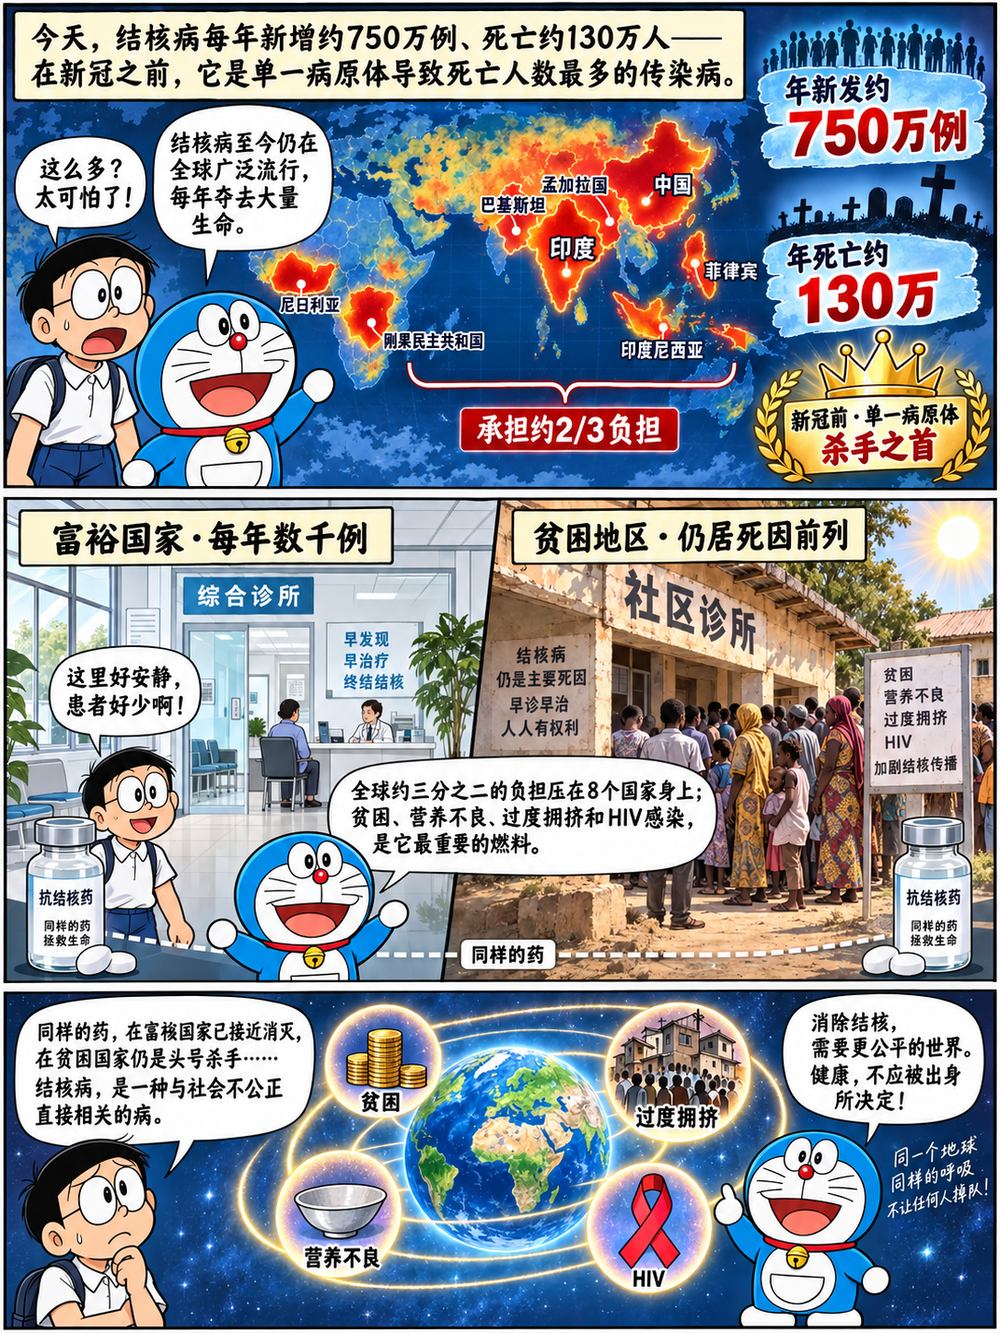 今天，结核病每年新增约750万例、死亡约130万人——
在新冠之前，它是单一病原体导致死亡人数最多的传染病。
这么多？
太可怕了！
结核病至今仍在
全球广泛流行，
每年夺去大量
生命。
年新发约
750万例
年死亡约
130万
新冠前·单一病原体
杀手之首
中国
孟加拉国
巴基斯坦
印度
菲律宾
尼日利亚
刚果民主共和国
印度尼西亚
承担约2/3负担
富裕国家·每年数千例
综合诊所
早发现
早治疗
终结结核
这里好安静，
患者好少啊！
贫困地区·仍居死因前列
社区诊所
结核病
仍是主要死因
早诊早治
人人有权利
贫困
营养不良
过度拥挤
HIV
加剧结核传播
全球约三分之二的负担压在8个国家身上；
贫困、营养不良、过度拥挤和HIV感染，
是它最重要的燃料。
抗结核药
同样的药
拯救生命
同样的药
抗结核药
同样的药
拯救生命
同样的药，在富裕国家已接近消灭，
在贫困国家仍是头号杀手……
结核病，是一种与社会不公正
直接相关的病。
贫困
过度拥挤
营养不良
HIV
消除结核，
需要更公平的世界。
健康，不应被出身
所决定！
同一个地球
同样的呼吸
不让任何人掉队！